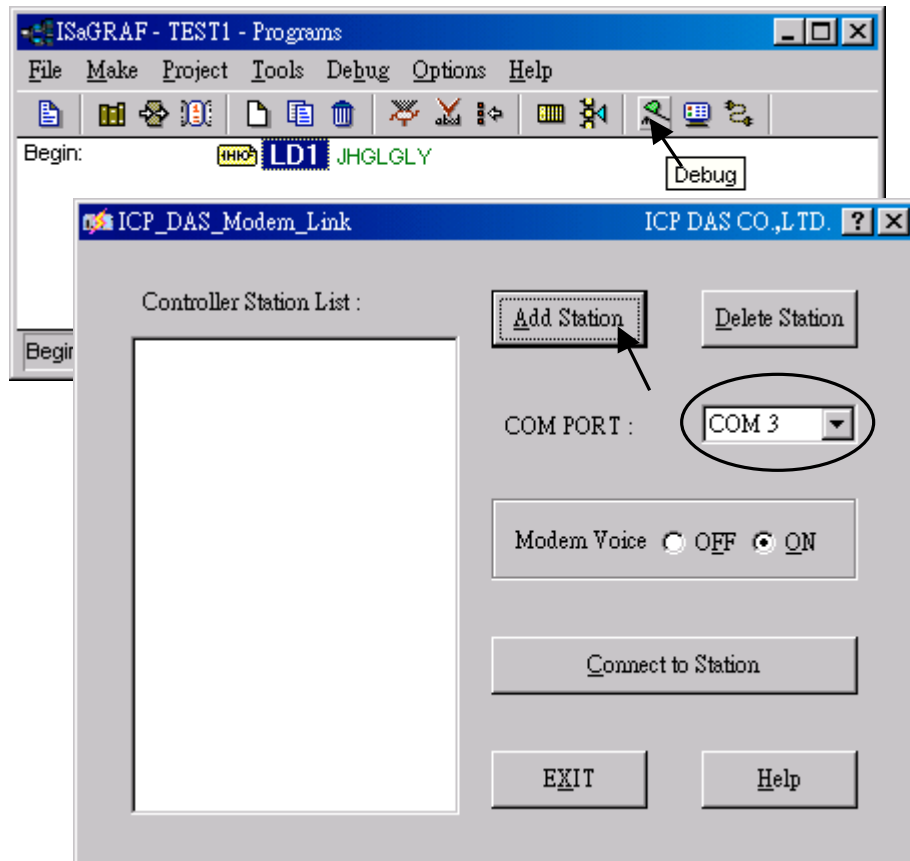 ISaGRAF - TEST1 - Programs
File Make Project Tools Debug Options Help
Begin: LD1 JHGLGLY
Debug
ICP_DAS_Modem_Link ICP DAS CO.,LTD.
Controller Station List :
Add Station Delete Station
COM PORT : COM 3
Modem Voice OFF ON
Connect to Station
EXIT Help